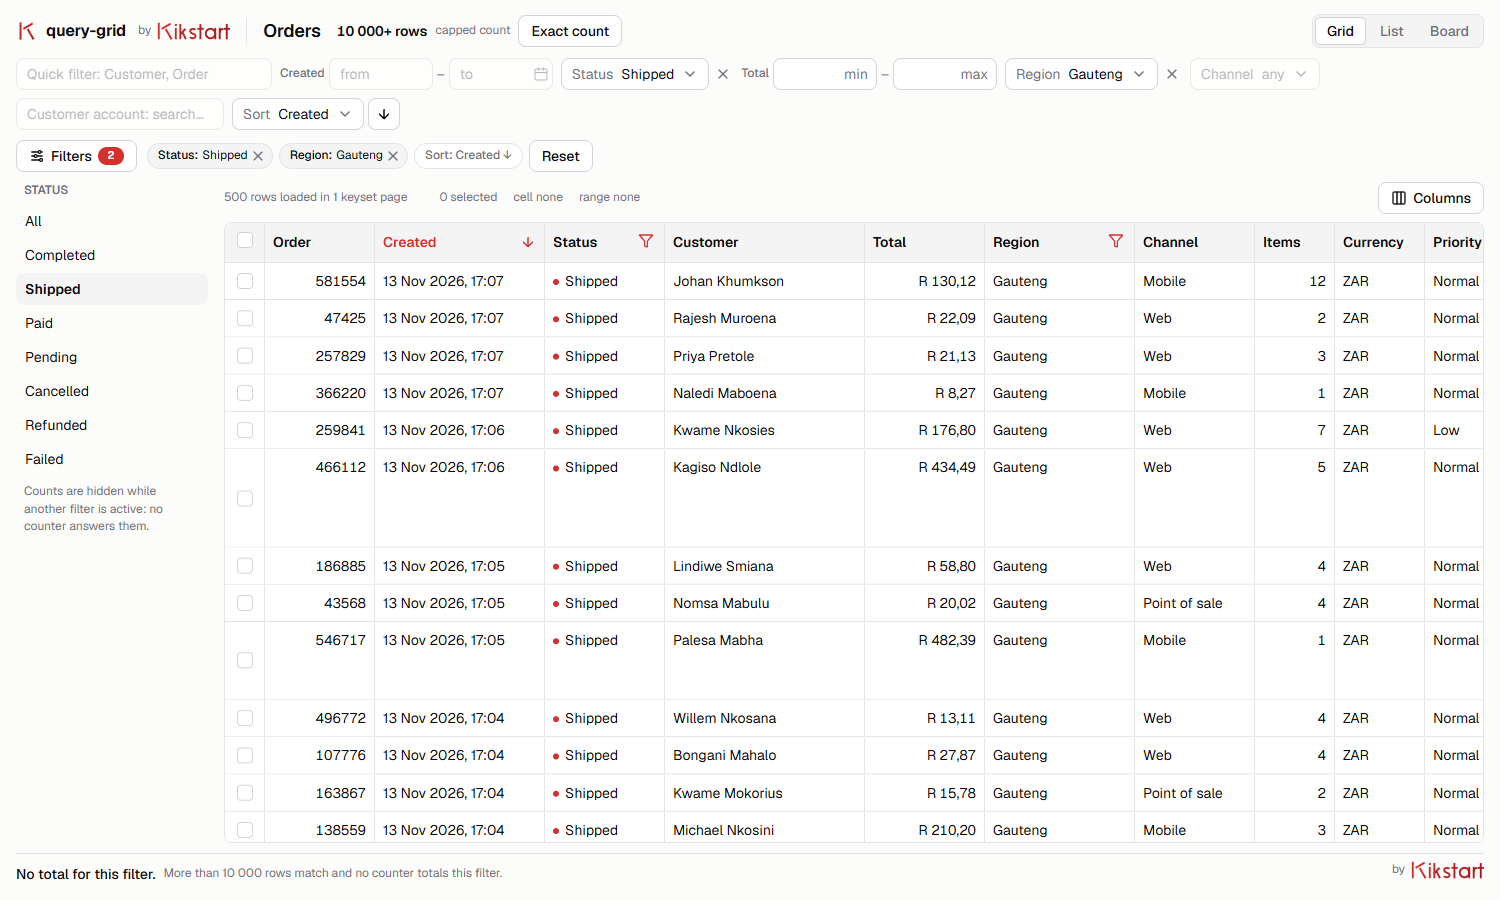 query-grid by Kikstart Orders 10 000+ rows capped count Exact count Grid List Board
Quick filter: Customer, Order Created from – to Status Shipped Total min – max Region Gauteng Channel any
Customer account: search... Sort Created
Filters 2 Status: Shipped Region: Gauteng Sort: Created Reset
STATUS
All
Completed
Shipped
Paid
Pending
Cancelled
Refunded
Failed
Counts are hidden while
another filter is active: no
counter answers them.
500 rows loaded in 1 keyset page 0 selected cell none range none Columns
Order Created Status Customer Total Region Channel Items Currency Priority
581554 13 Nov 2026, 17:07 Shipped Johan Khumkson R 130,12 Gauteng Mobile 12 ZAR Normal
47425 13 Nov 2026, 17:07 Shipped Rajesh Muroena R 22,09 Gauteng Web 2 ZAR Normal
257829 13 Nov 2026, 17:07 Shipped Priya Pretole R 21,13 Gauteng Web 3 ZAR Normal
366220 13 Nov 2026, 17:07 Shipped Naledi Maboena R 8,27 Gauteng Mobile 1 ZAR Normal
259841 13 Nov 2026, 17:06 Shipped Kwame Nkosies R 176,80 Gauteng Web 7 ZAR Low
466112 13 Nov 2026, 17:06 Shipped Kagiso Ndlole R 434,49 Gauteng Web 5 ZAR Normal
186885 13 Nov 2026, 17:05 Shipped Lindiwe Smiana R 58,80 Gauteng Web 4 ZAR Normal
43568 13 Nov 2026, 17:05 Shipped Nomsa Mabulu R 20,02 Gauteng Point of sale 4 ZAR Normal
546717 13 Nov 2026, 17:05 Shipped Palesa Mabha R 482,39 Gauteng Mobile 1 ZAR Normal
496772 13 Nov 2026, 17:04 Shipped Willem Nkosana R 13,11 Gauteng Web 4 ZAR Normal
107776 13 Nov 2026, 17:04 Shipped Bongani Mahalo R 27,87 Gauteng Web 4 ZAR Normal
163867 13 Nov 2026, 17:04 Shipped Kwame Mokorius R 15,78 Gauteng Point of sale 2 ZAR Normal
138559 13 Nov 2026, 17:04 Shipped Michael Nkosini R 210,20 Gauteng Mobile 3 ZAR Normal
No total for this filter. More than 10 000 rows match and no counter totals this filter. by Kikstart